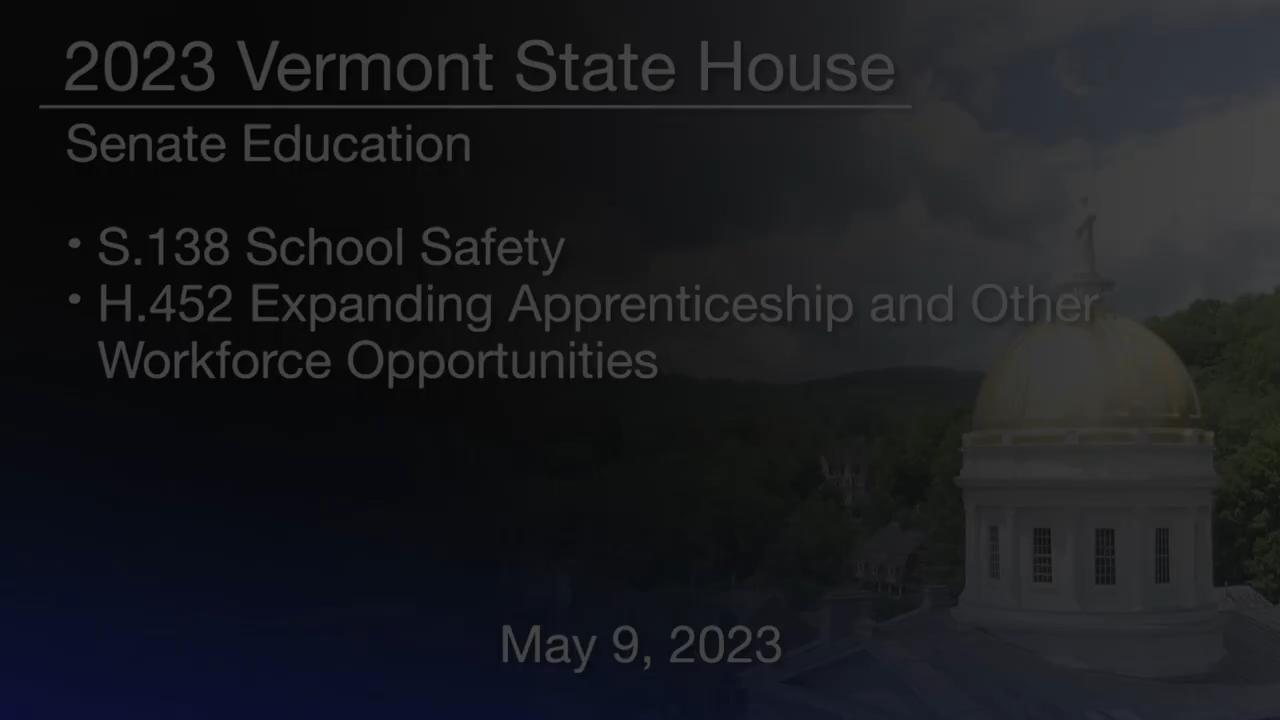 2023 Vermont State House
Senate Education
• S.138 School Safety
• H.452 Expanding Apprenticeship and Other
Workforce Opportunities
May 9, 2023